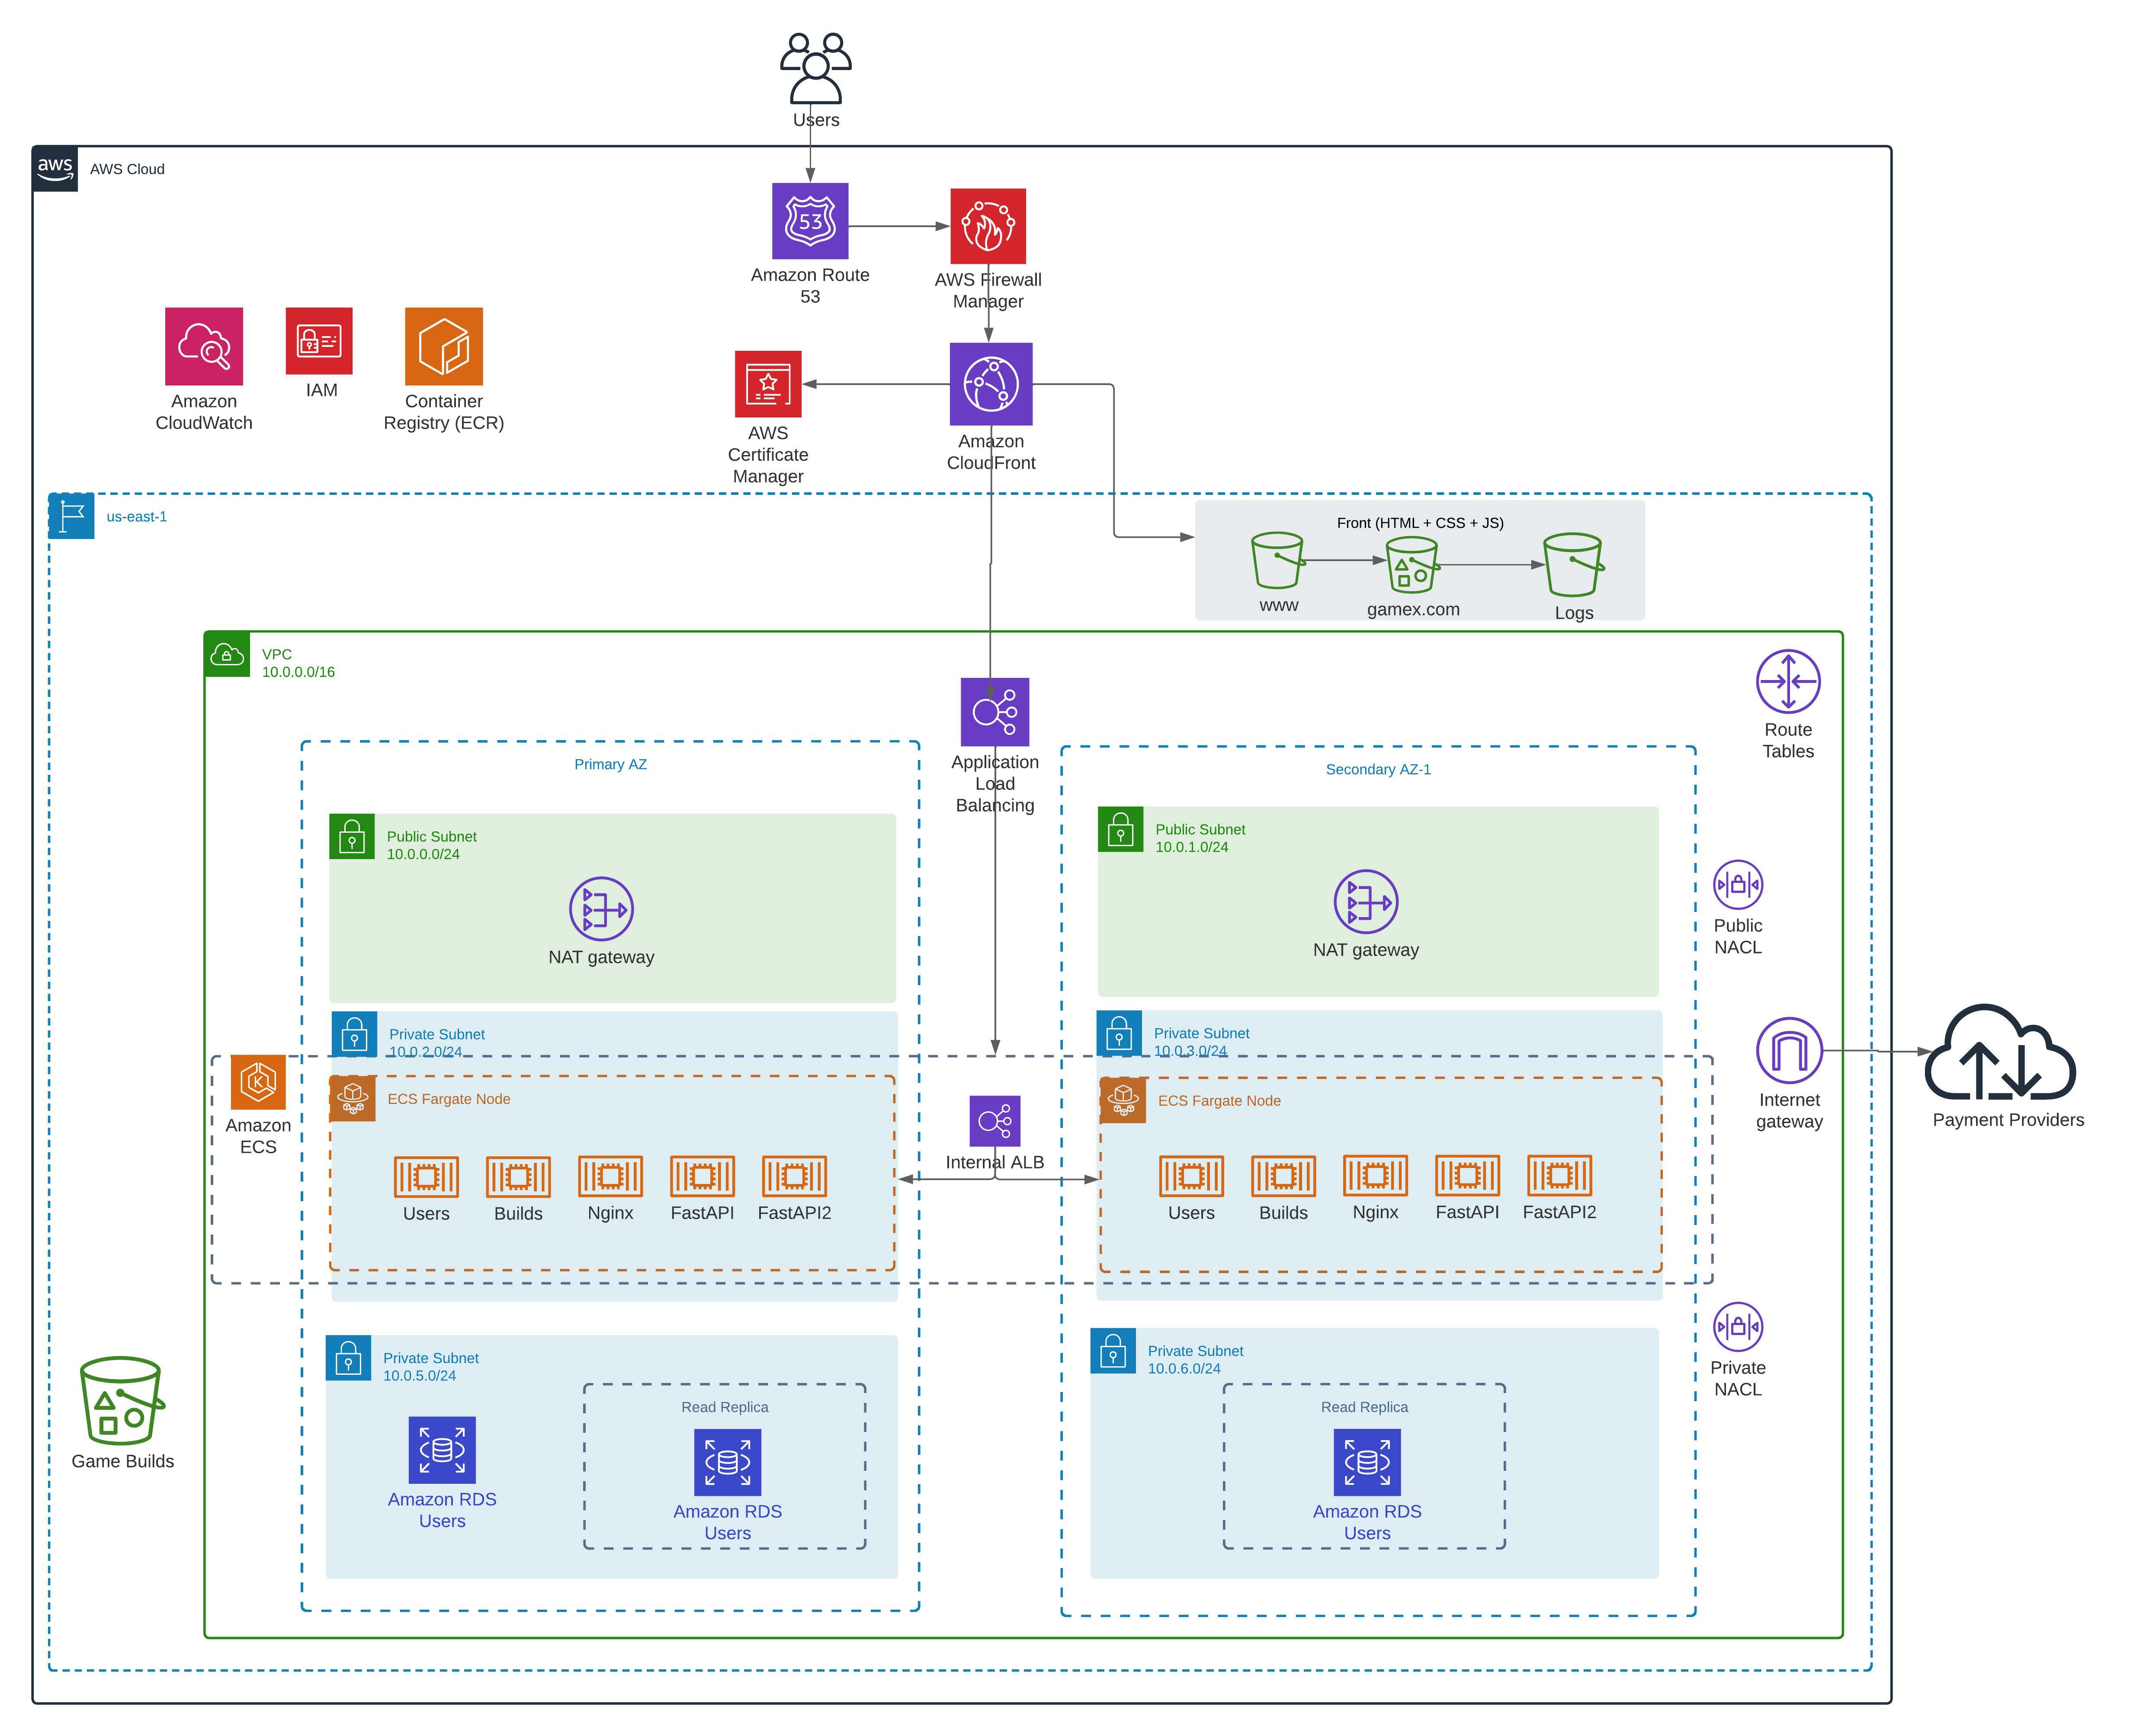 Users
aws
AWS Cloud
53
Amazon Route
53
AWS Firewall
Manager
Amazon
CloudWatch
IAM
Container
Registry (ECR)
AWS
Certificate
Manager
Amazon
CloudFront
us-east-1
Front (HTML + CSS + JS)
www
gamex.com
Logs
VPC
10.0.0.0/16
Application
Load
Balancing
Route
Tables
Primary AZ
Secondary AZ-1
Public Subnet
10.0.0.0/24
NAT gateway
Public Subnet
10.0.1.0/24
NAT gateway
Public
NACL
Private Subnet
10.0.2.0/24
Private Subnet
10.0.3.0/24
K
Amazon
ECS
ECS Fargate Node
Users
Builds
Nginx
FastAPI
FastAPI2
Internal ALB
ECS Fargate Node
Users
Builds
Nginx
FastAPI
FastAPI2
Internet
gateway
Payment Providers
Private
NACL
Game Builds
Private Subnet
10.0.5.0/24
Amazon RDS
Users
Read Replica
Amazon RDS
Users
Private Subnet
10.0.6.0/24
Read Replica
Amazon RDS
Users